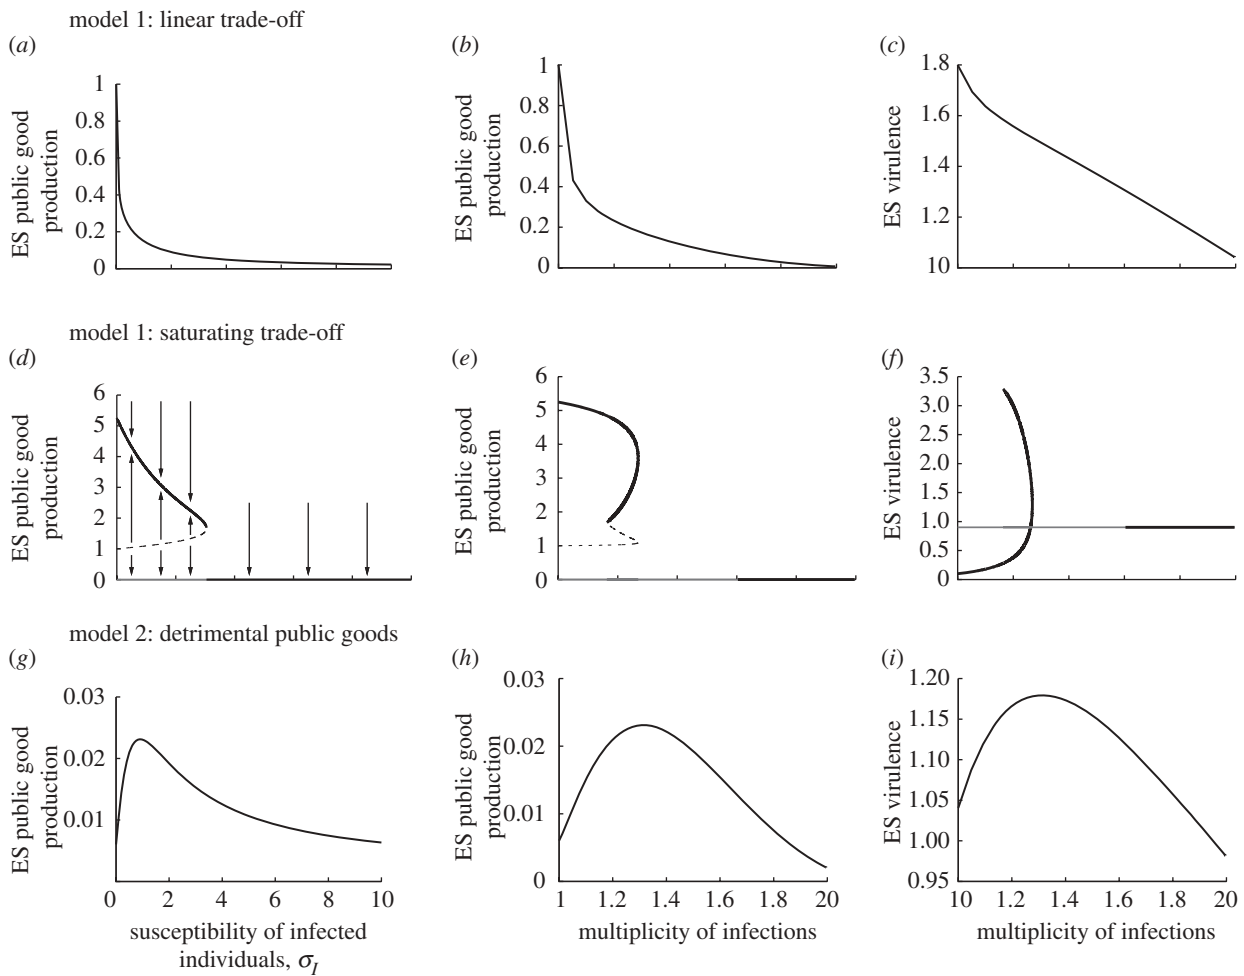 model 1: linear trade-off
(a)
(b)
(c)
ES public good
production
1
0.8
0.6
0.4
0.2
0
ES public good
production
1
0.8
0.6
0.4
0.2
0
ES virulence
1.8
1.6
1.4
1.2
10
model 1: saturating trade-off
(d)
(e)
(f)
ES public good
production
6
5
4
3
2
1
0
ES public good
production
6
5
4
3
2
1
0
ES virulence
3.5
3.0
2.5
2.0
1.5
1.0
0.5
0
model 2: detrimental public goods
(g)
(h)
(i)
ES public good
production
0.03
0.02
0.01
0 2 4 6 8 10
susceptibility of infected
individuals, σI
ES public good
production
0.03
0.02
0.01
0
1 1.2 1.4 1.6 1.8 20
multiplicity of infections
ES virulence
1.20
1.15
1.10
1.05
1.00
0.95
10 1.2 1.4 1.6 1.8 20
multiplicity of infections